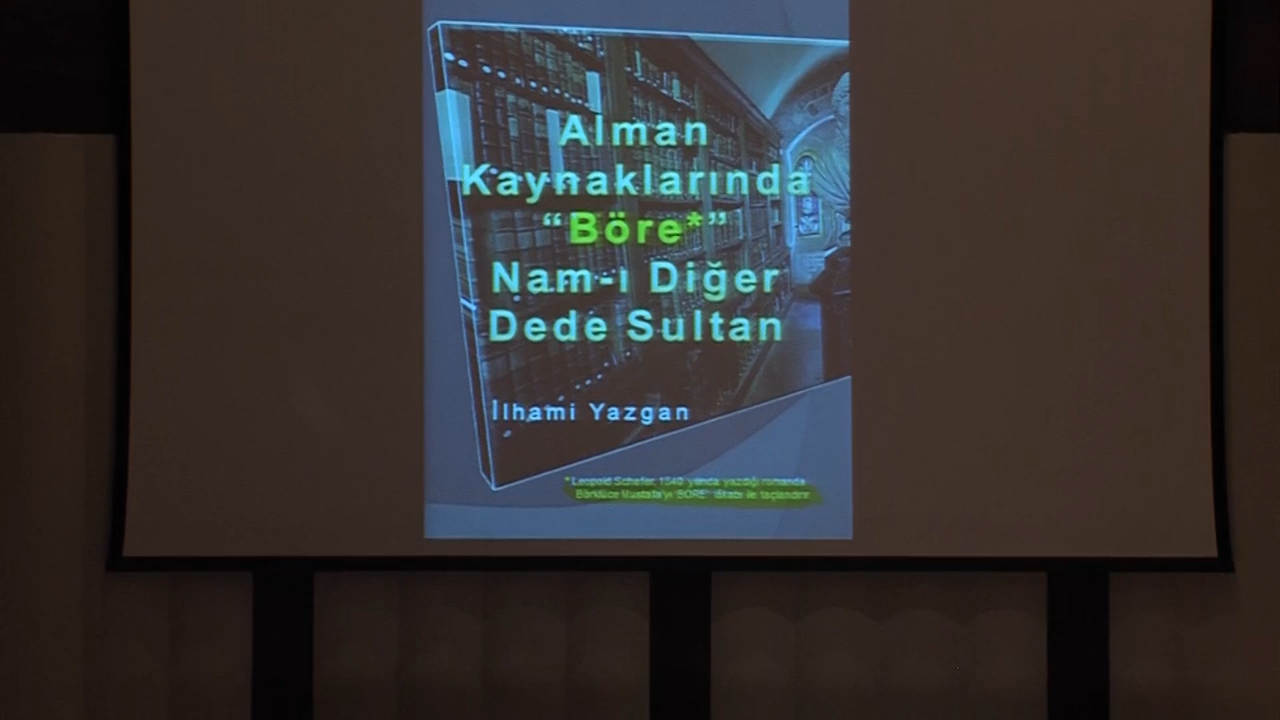 Alman
Kaynaklarında
“Böre*”
Nam-ı Diğer
Dede Sultan
İlhami Yazgan
* Leopold Schefer, 1840 yılında yazdığı romanda
Börklüce Mustafa'yı "BÖRE" lakabı ile taçlandırır